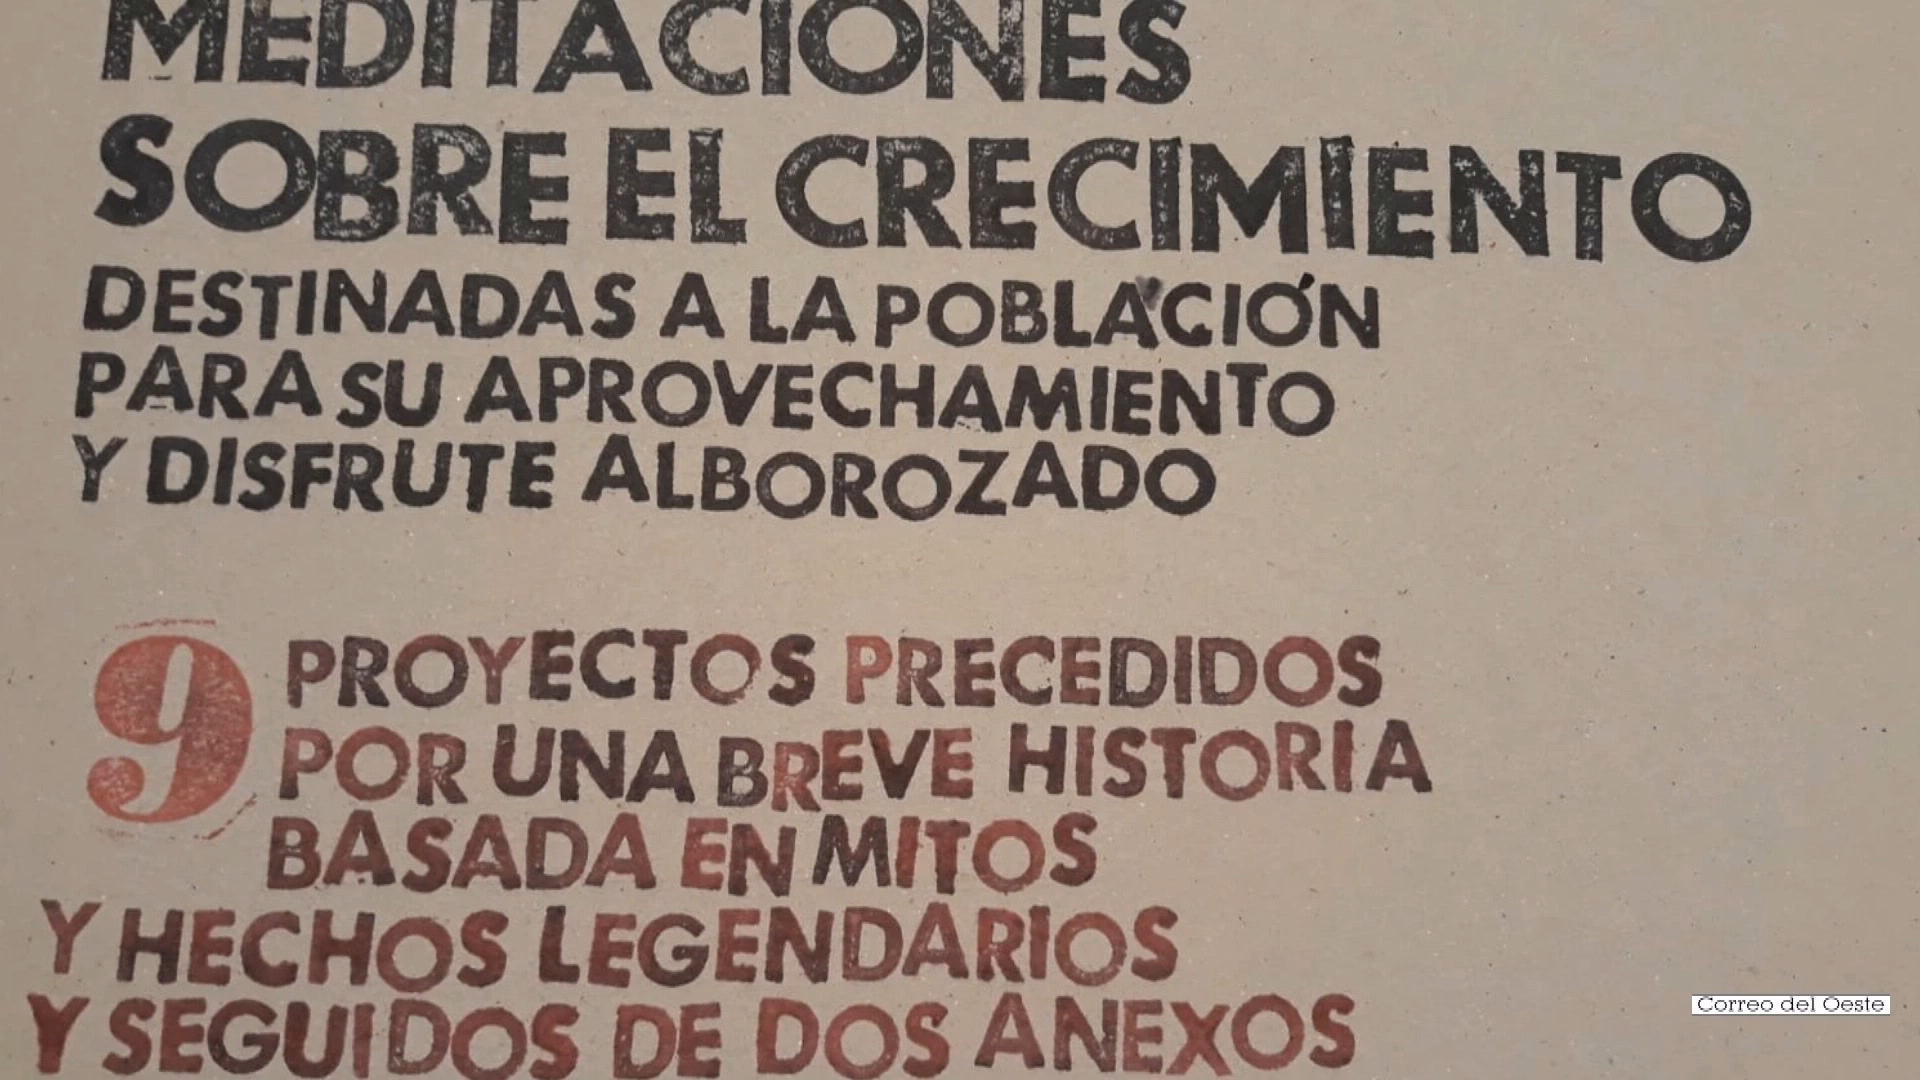 MEDITACIONES
SOBRE EL CRECIMIENTO
DESTINADAS A LA POBLACIÓN
PARA SU APROVECHAMIENTO
Y DISFRUTE ALBOROZADO
9 PROYECTOS PRECEDIDOS
POR UNA BREVE HISTORIA
BASADA EN MITOS
Y HECHOS LEGENDARIOS
Y SEGUIDOS DE DOS ANEXOS
Correo del Oeste